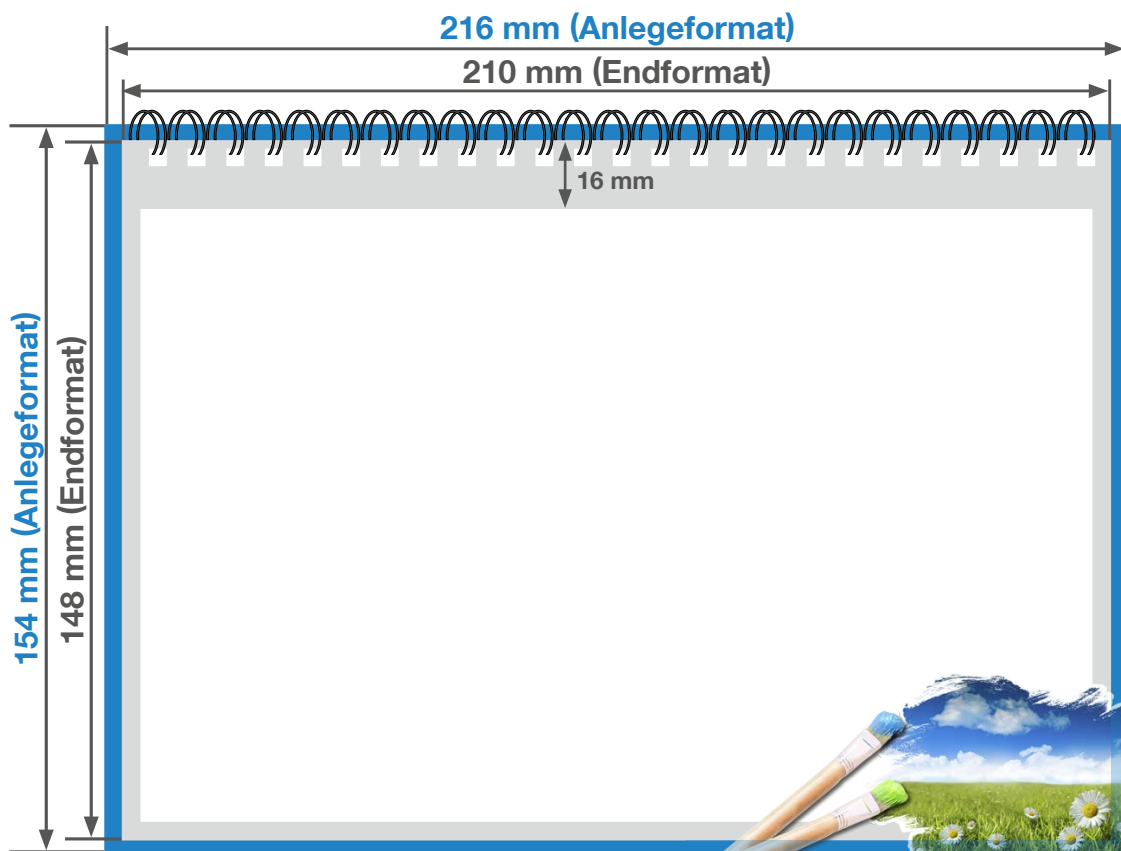 216 mm (Anlegeformat)
210 mm (Endformat)
16 mm
154 mm (Anlegeformat)
148 mm (Endformat)